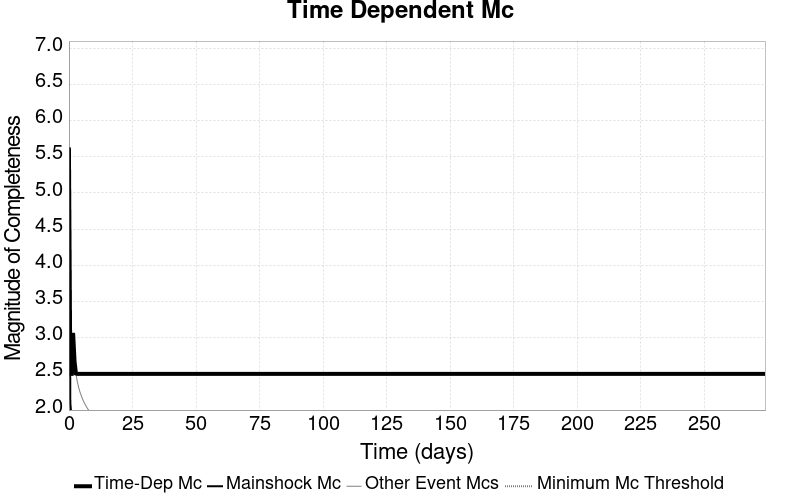 Time Dependent Mc
Magnitude of Completeness
7.0
6.5
6.0
5.5
5.0
4.5
4.0
3.5
3.0
2.5
2.0
0 25 50 75 100 125 150 175 200 225 250
Time (days)
Time-Dep Mc Mainshock Mc Other Event Mcs Minimum Mc Threshold